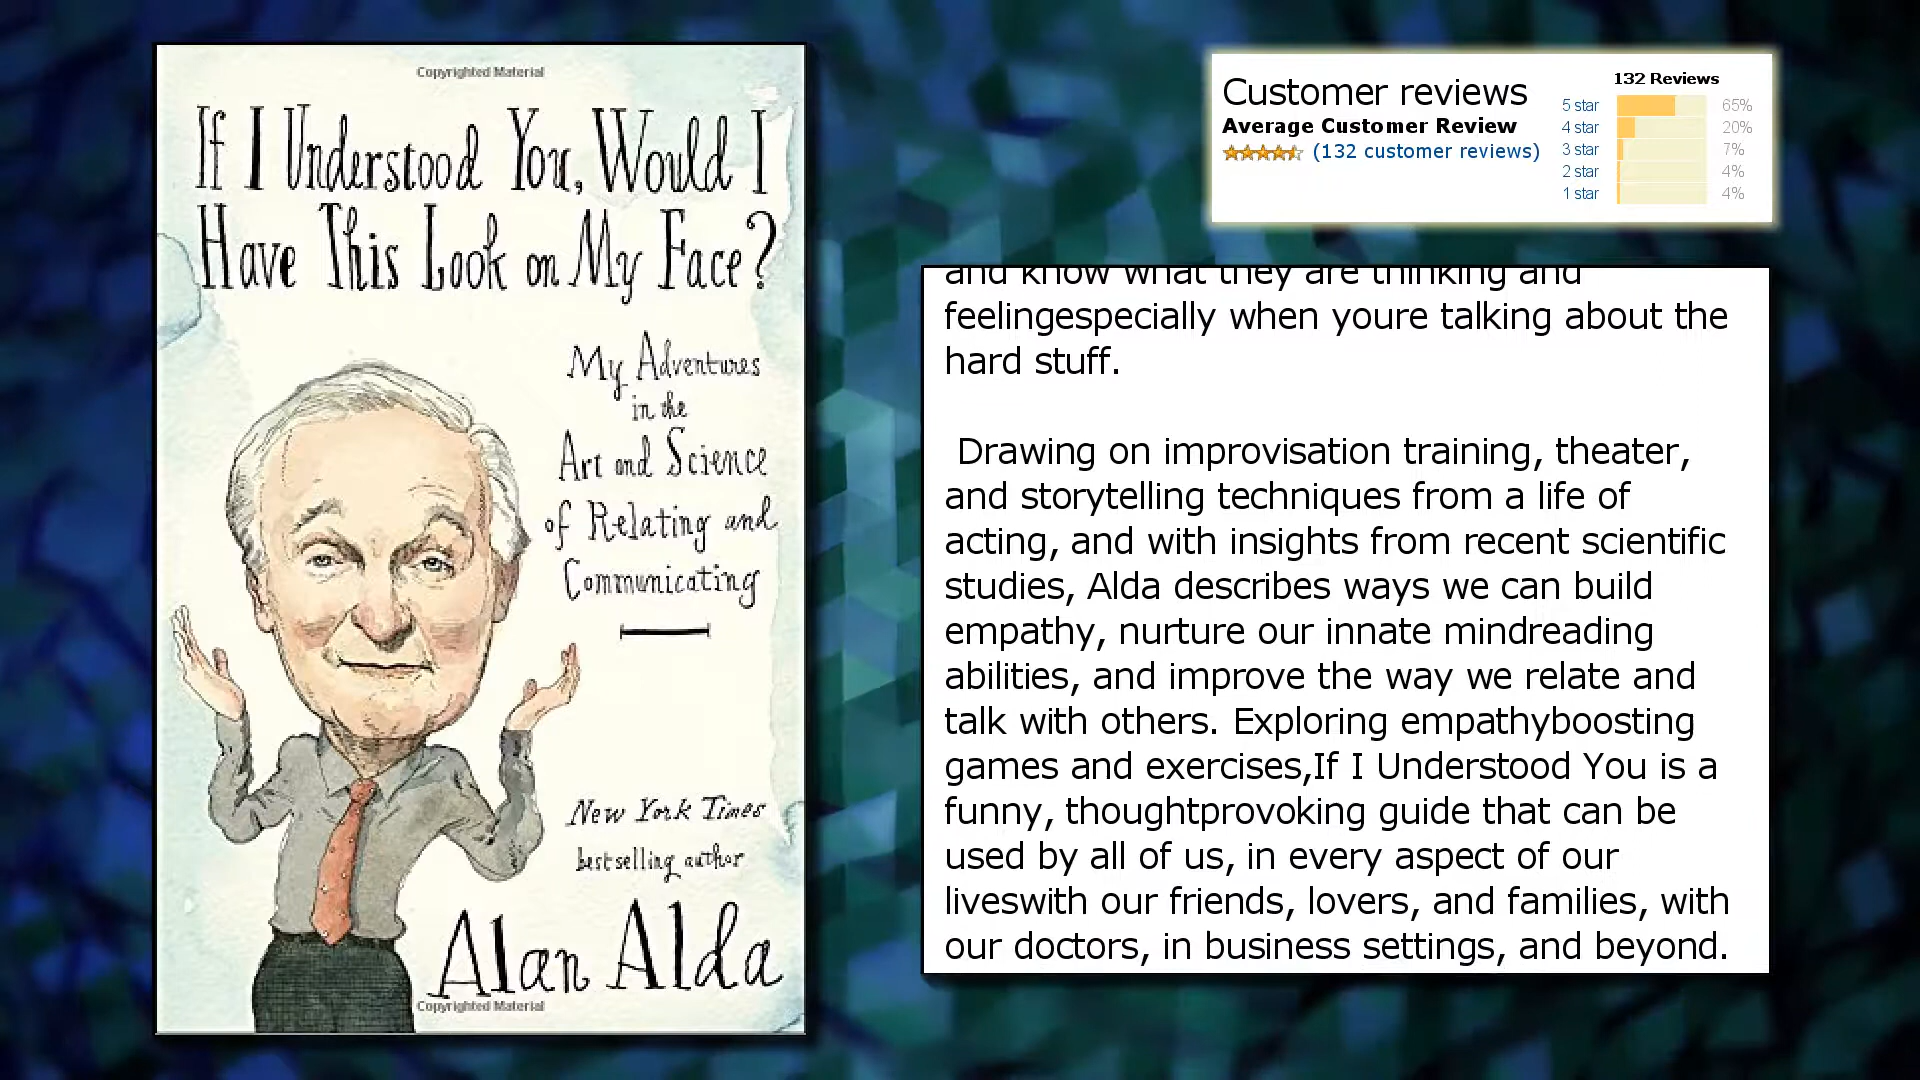 Copyrighted Material
If I Understood You, Would I
Have This Look on My Face?
My Adventures
in the
Art and Science
of Relating and
Communicating
New York Times
bestselling author
Alan Alda
Copyrighted Material
Customer reviews
Average Customer Review
(132 customer reviews)
132 Reviews
5 star 65%
4 star 20%
3 star 7%
2 star 4%
1 star 4%
and know what they are thinking and
feelingespecially when youre talking about the
hard stuff.
Drawing on improvisation training, theater,
and storytelling techniques from a life of
acting, and with insights from recent scientific
studies, Alda describes ways we can build
empathy, nurture our innate mindreading
abilities, and improve the way we relate and
talk with others. Exploring empathyboosting
games and exercises,If I Understood You is a
funny, thoughtprovoking guide that can be
used by all of us, in every aspect of our
liveswith our friends, lovers, and families, with
our doctors, in business settings, and beyond.